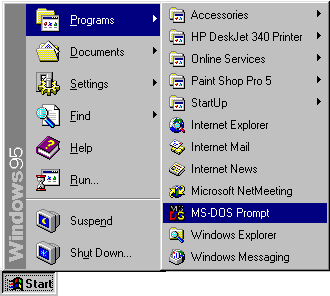 Programs
Documents
Settings
Find
Help
Run...
Suspend
Shut Down...
Windows95
Start
Accessories
HP DeskJet 340 Printer
Online Services
Paint Shop Pro 5
StartUp
Internet Explorer
Internet Mail
Internet News
Microsoft NetMeeting
MS-DOS Prompt
Windows Explorer
Windows Messaging